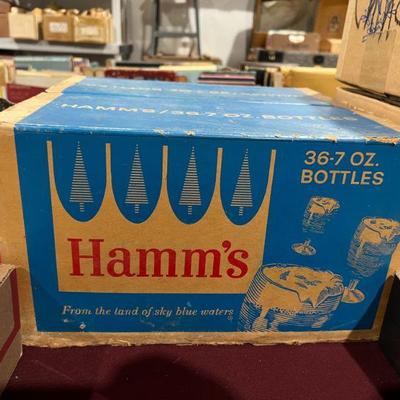 HAMM'S/36-7 OZ. BOTTLES
36-7 OZ.
BOTTLES
Hamm's
From the land of sky blue waters